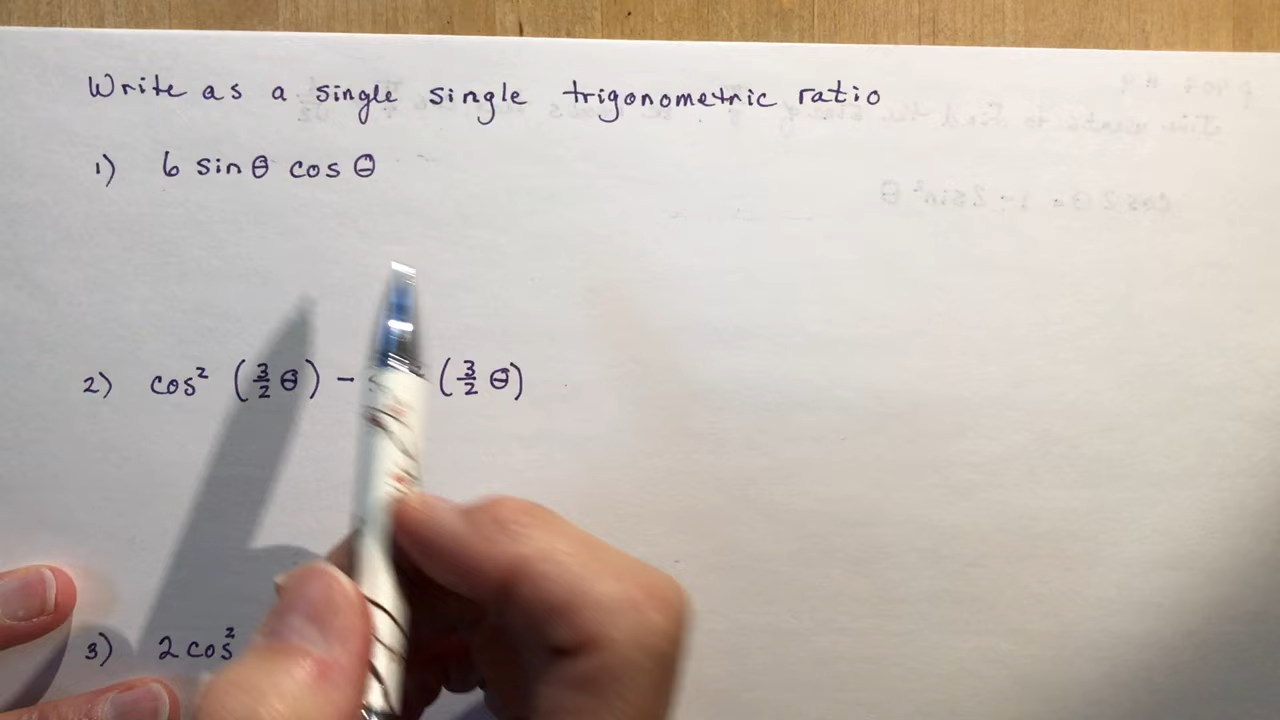 Write as a single single trigonometric ratio
1) 6 sin θ cos θ
2) cos² (3/2 θ) - (3/2 θ)
3) 2 cos²